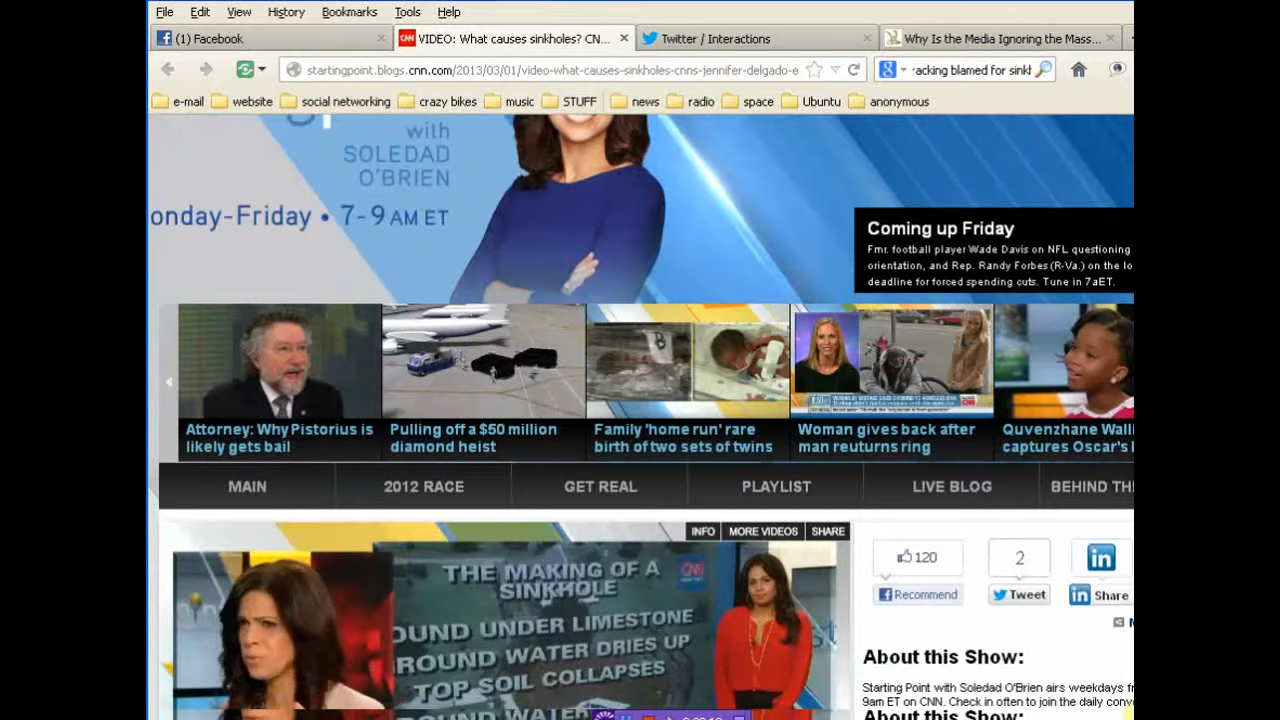 File Edit View History Bookmarks Tools Help
(1) Facebook
CNN VIDEO: What causes sinkholes? CN...
Twitter / Interactions
Why Is the Media Ignoring the Mass...
startingpoint.blogs.cnn.com/2013/03/01/video-what-causes-sinkholes-cnns-jennifer-delgado-e
acking blamed for sinkh
e-mail website social networking crazy bikes music STUFF news radio space Ubuntu anonymous
with
SOLEDAD
O'BRIEN
onday-Friday • 7-9 AM ET
Coming up Friday
Fmr. football player Wade Davis on NFL questioning
orientation, and Rep. Randy Forbes (R-Va.) on the lo
deadline for forced spending cuts. Tune in 7aET.
Attorney: Why Pistorius is
likely gets bail
Pulling off a $50 million
diamond heist
Family 'home run' rare
birth of two sets of twins
Woman gives back after
man reuturns ring
Quvenzhane Walli
captures Oscar's
MAIN 2012 RACE GET REAL PLAYLIST LIVE BLOG BEHIND TH
INFO MORE VIDEOS SHARE
THE MAKING OF A
SINKHOLE
CNN
OUND UNDER LIMESTONE
ROUND WATER DRIES UP
TOP SOIL COLLAPSES
ROUND WATER
120
Recommend
2
Tweet
in
Share
About this Show:
Starting Point with Soledad O'Brien airs weekdays fr
9am ET on CNN. Check in often to join the daily conv
About this Show: